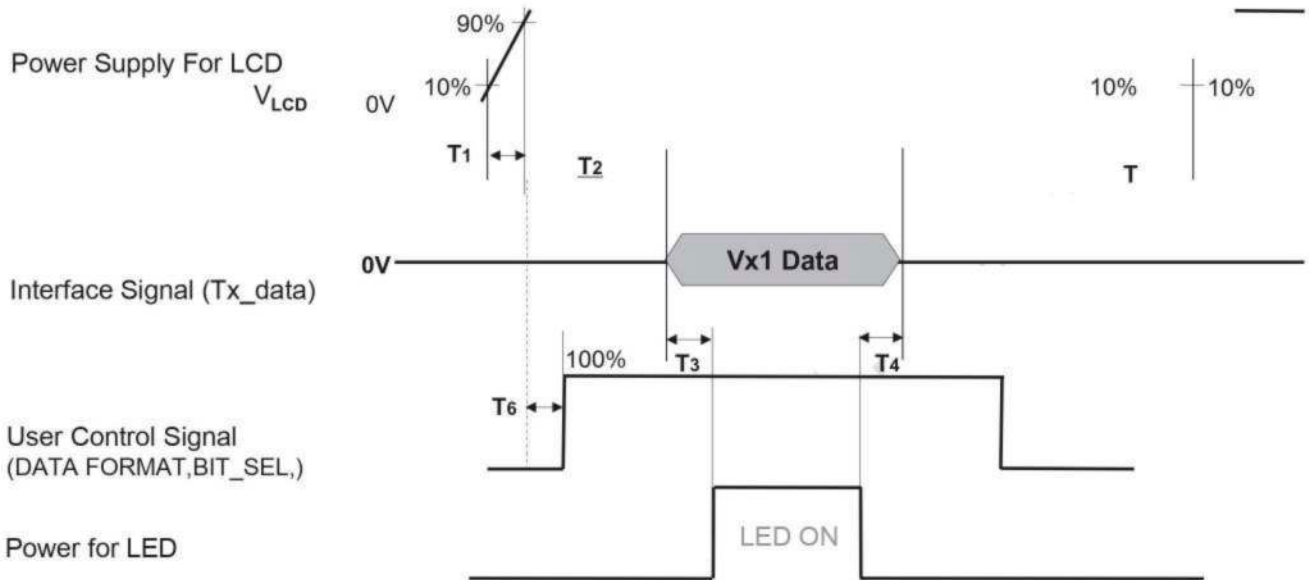 90%
Power Supply For LCD
VLCD
0V
10%
10%
10%
T1
T2
T
0V
Vx1 Data
Interface Signal (Tx_data)
100%
T3
T4
T6
User Control Signal
(DATA FORMAT,BIT_SEL,)
LED ON
Power for LED